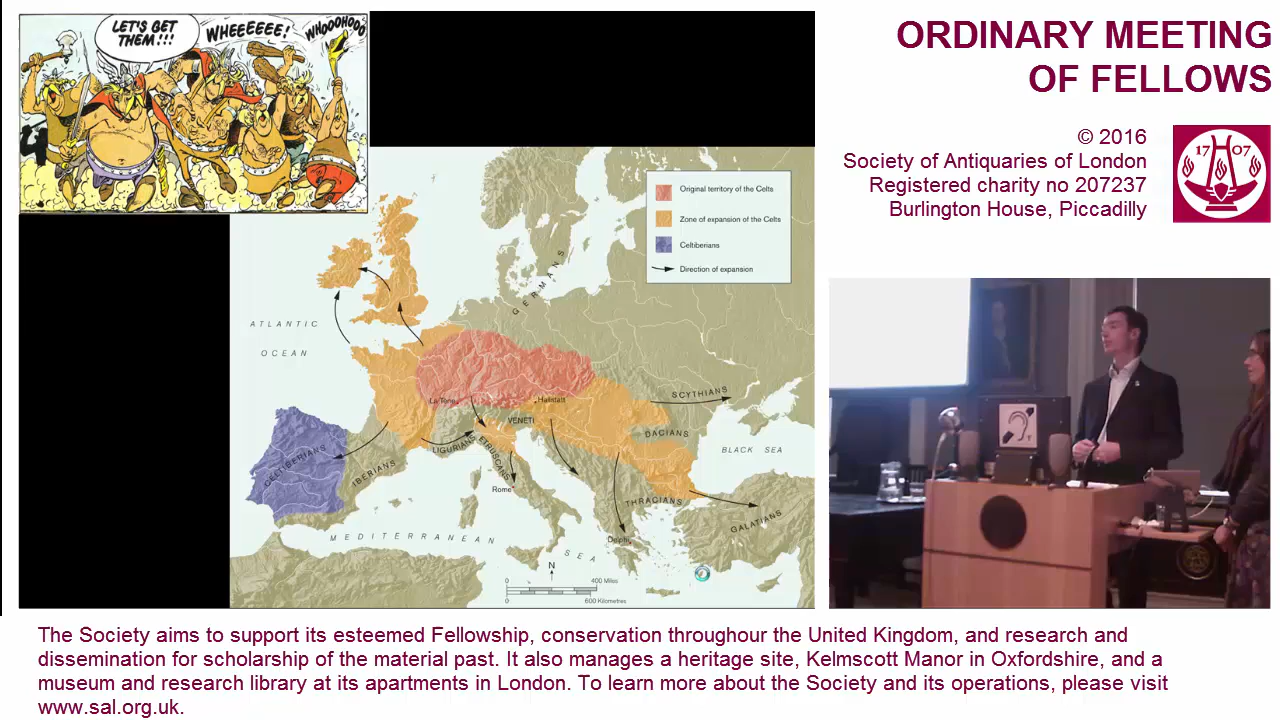 LET'S GET
THEM!!!
WHEEEEEE!
WHOOOHOOO
ORDINARY MEETING
OF FELLOWS
© 2016
Society of Antiquaries of London
Registered charity no 207237
Burlington House, Piccadilly
17 07
Original territory of the Celts
Zone of expansion of the Celts
Celtiberians
Direction of expansion
GERMANS
ATLANTIC
OCEAN
La Tène
Hallstatt
SCYTHIANS
VENETI
DACIANS
LIGURIANS
ETRUSCANS
BLACK SEA
CELTIBERIANS
IBERIANS
Rome
THRACIANS
GALATIANS
Delphi
MEDITERRANEAN
SEA
N
0 400 Miles
0 600 Kilometres
The Society aims to support its esteemed Fellowship, conservation throughour the United Kingdom, and research and
dissemination for scholarship of the material past. It also manages a heritage site, Kelmscott Manor in Oxfordshire, and a
museum and research library at its apartments in London. To learn more about the Society and its operations, please visit
www.sal.org.uk.